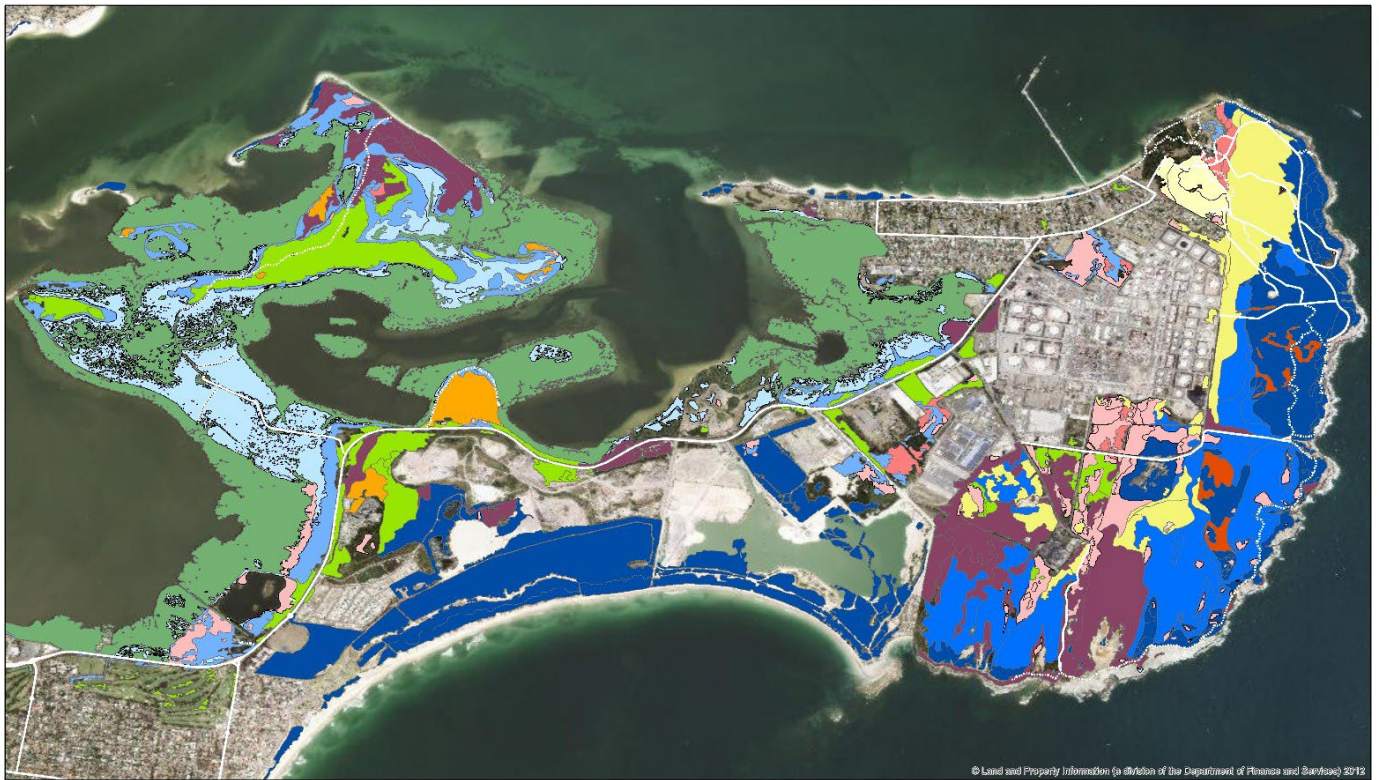 © Land and Property Information (a division of the Department of Finance and Services) 2012